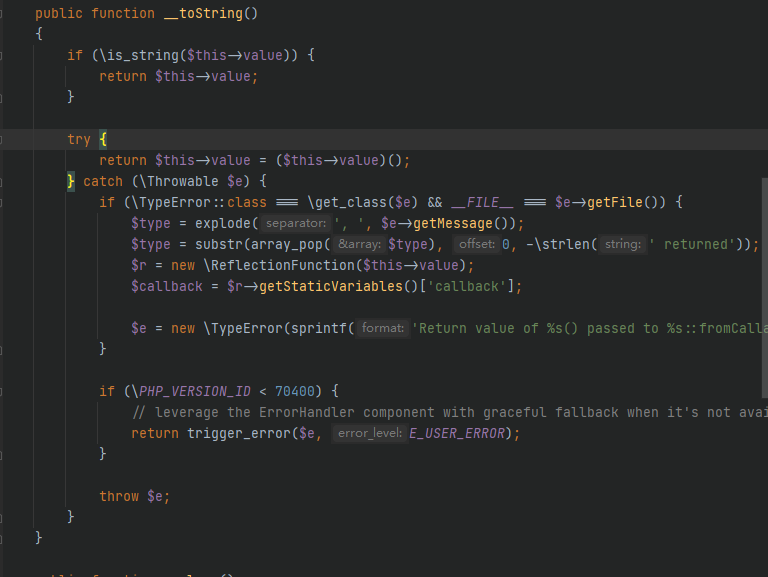 public function __toString()
{
if (\is_string($this->value)) {
return $this->value;
}
try {
return $this->value = ($this->value)();
} catch (\Throwable $e) {
if (\TypeError::class === \get_class($e) && __FILE__ === $e->getFile()) {
$type = explode( separator: ', ', $e->getMessage());
$type = substr(array_pop( &array: $type), offset: 0, -\strlen( string: ' returned'));
$r = new \ReflectionFunction($this->value);
$callback = $r->getStaticVariables()['callback'];
$e = new \TypeError(sprintf( format: 'Return value of %s() passed to %s::fromCalla
}
if (\PHP_VERSION_ID < 70400) {
// leverage the ErrorHandler component with graceful fallback when it's not avai
return trigger_error($e, error_level: E_USER_ERROR);
}
throw $e;
}
}